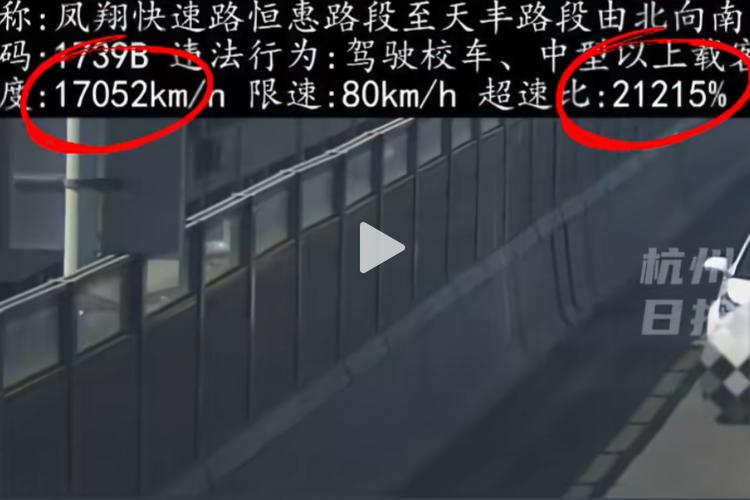 称:凤翔快速路恒惠路段至天丰路段由北向南
码:1739B 违法行为:驾驶校车、中型以上载客
度:17052km/h 限速:80km/h 超速比:21215%
杭州
日报